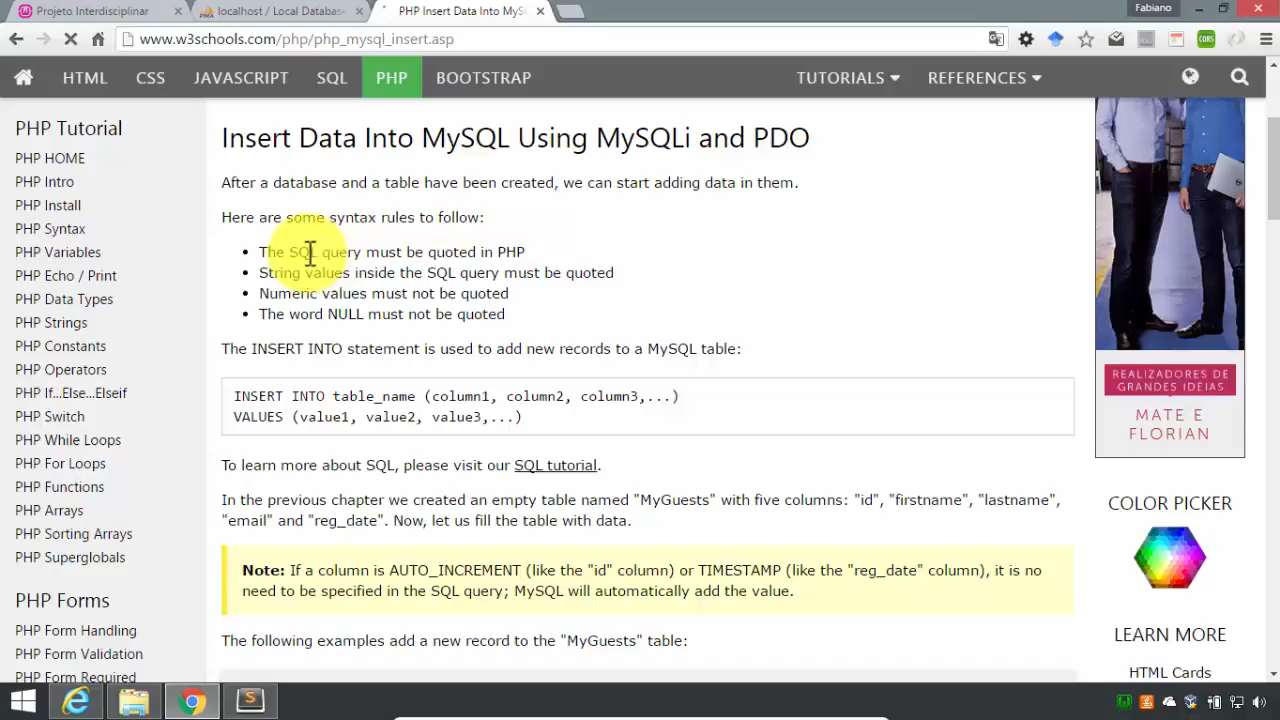 Projeto Interdisciplinar
localhost / Local Databas
PHP Insert Data Into MyS
Fabiano
www.w3schools.com/php/php_mysql_insert.asp
CORS
HTML CSS JAVASCRIPT SQL PHP BOOTSTRAP TUTORIALS REFERENCES
PHP Tutorial
PHP HOME
PHP Intro
PHP Install
PHP Syntax
PHP Variables
PHP Echo / Print
PHP Data Types
PHP Strings
PHP Constants
PHP Operators
PHP If...Else...Elseif
PHP Switch
PHP While Loops
PHP For Loops
PHP Functions
PHP Arrays
PHP Sorting Arrays
PHP Superglobals
PHP Forms
PHP Form Handling
PHP Form Validation
PHP Form Required
Insert Data Into MySQL Using MySQLi and PDO
After a database and a table have been created, we can start adding data in them.
Here are some syntax rules to follow:
• The SQL query must be quoted in PHP
• String values inside the SQL query must be quoted
• Numeric values must not be quoted
• The word NULL must not be quoted
The INSERT INTO statement is used to add new records to a MySQL table:
INSERT INTO table_name (column1, column2, column3,...)
VALUES (value1, value2, value3,...)
To learn more about SQL, please visit our SQL tutorial.
In the previous chapter we created an empty table named "MyGuests" with five columns: "id", "firstname", "lastname",
"email" and "reg_date". Now, let us fill the table with data.
Note: If a column is AUTO_INCREMENT (like the "id" column) or TIMESTAMP (like the "reg_date" column), it is no
need to be specified in the SQL query; MySQL will automatically add the value.
The following examples add a new record to the "MyGuests" table:
REALIZADORES DE
GRANDES IDÉIAS
MATE E
FLORIAN
COLOR PICKER
LEARN MORE
HTML Cards